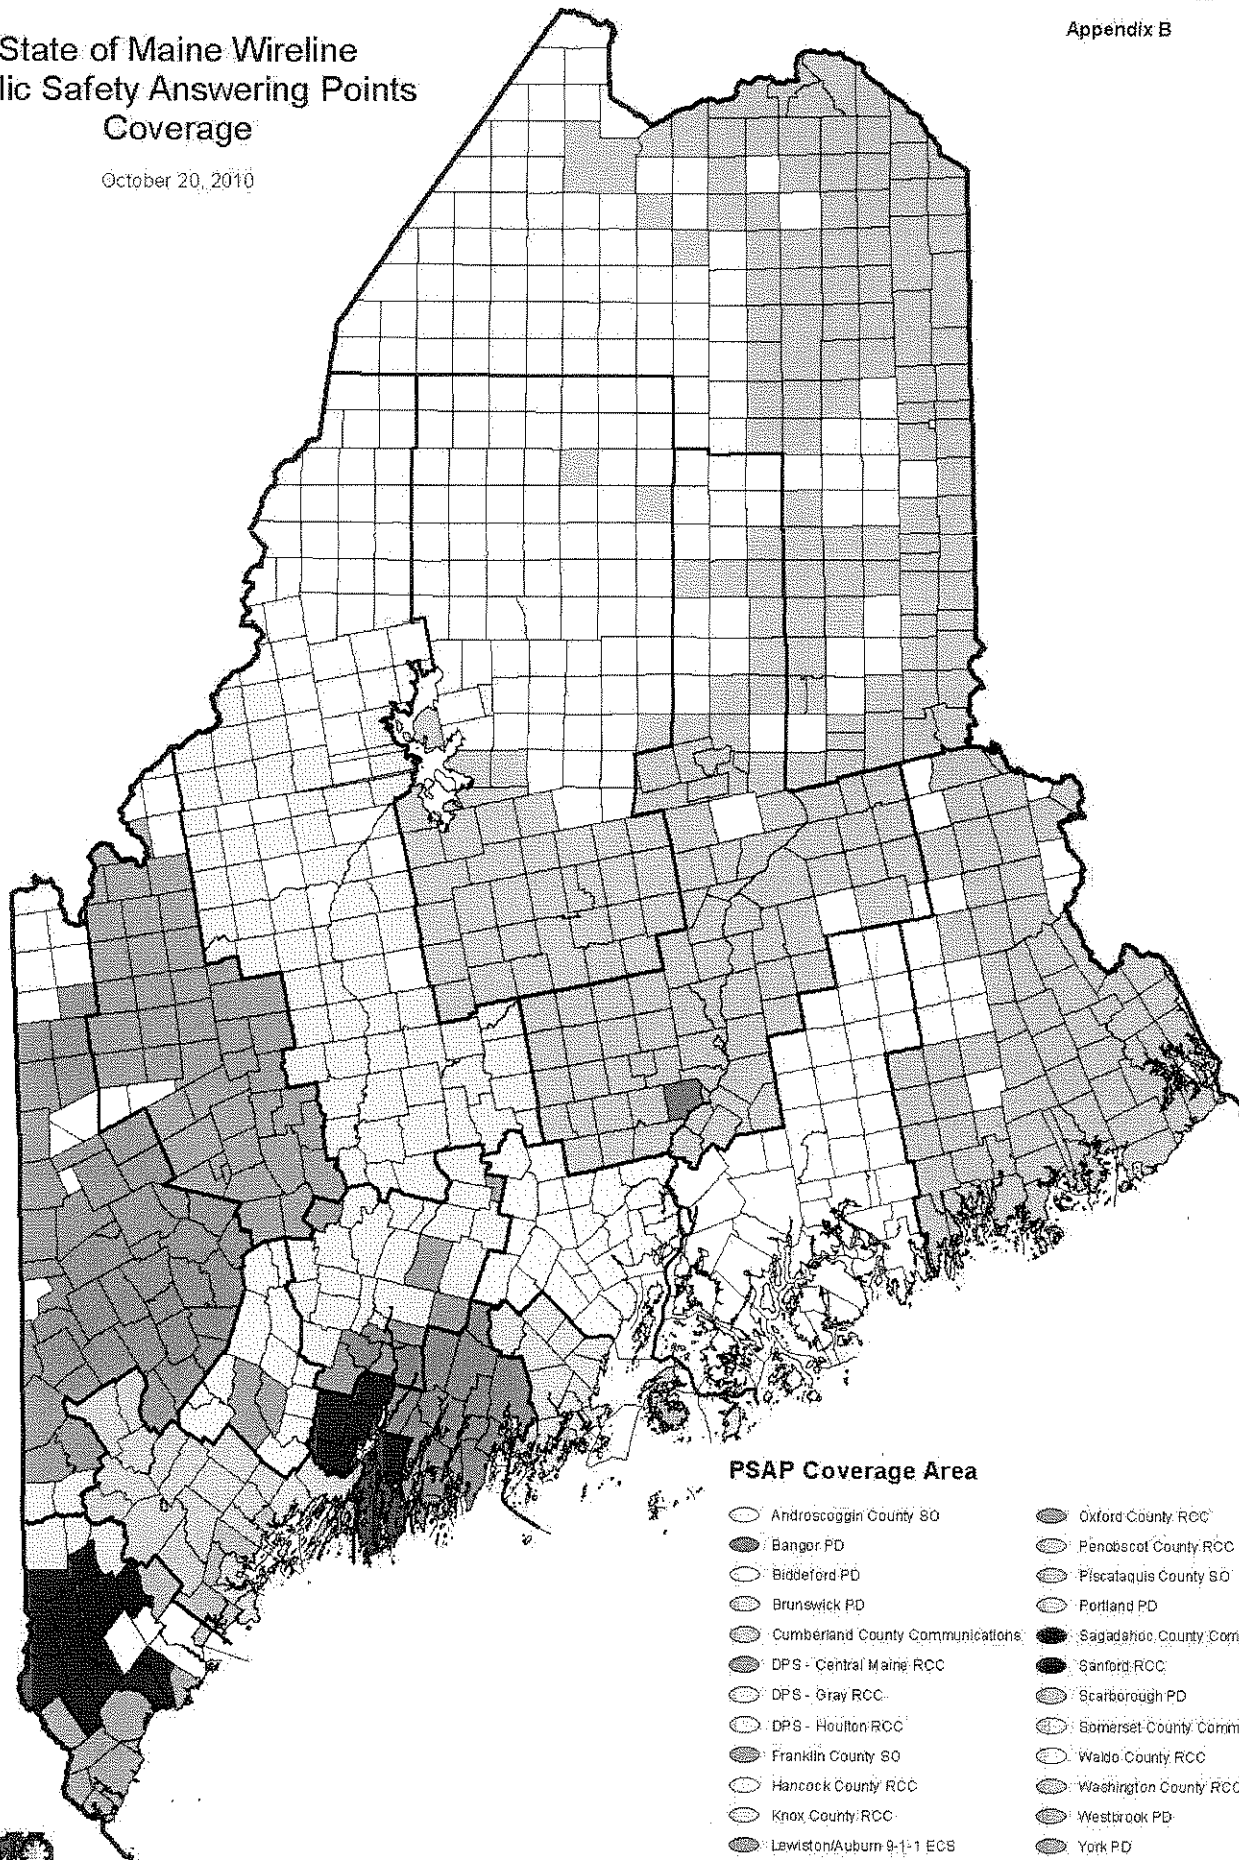 State of Maine Wireline
lic Safety Answering Points
Coverage
October 20, 2010
Appendix B
PSAP Coverage Area
Androscoggin County SO
Bangor PD
Biddeford PD
Brunswick PD
Cumberland County Communications
DPS - Central Maine RCC
DPS - Gray RCC
DPS - Houlton RCC
Franklin County SO
Hancock County RCC
Knox County RCC
Lewiston/Auburn 9-1-1 ECS
Oxford County RCC
Penobscot County RCC
Piscataquis County SO
Portland PD
Sagadahoc County Com
Sanford RCC
Scarborough PD
Somerset County Comm
Waldo County RCC
Washington County RCC
Westbrook PD
York PD